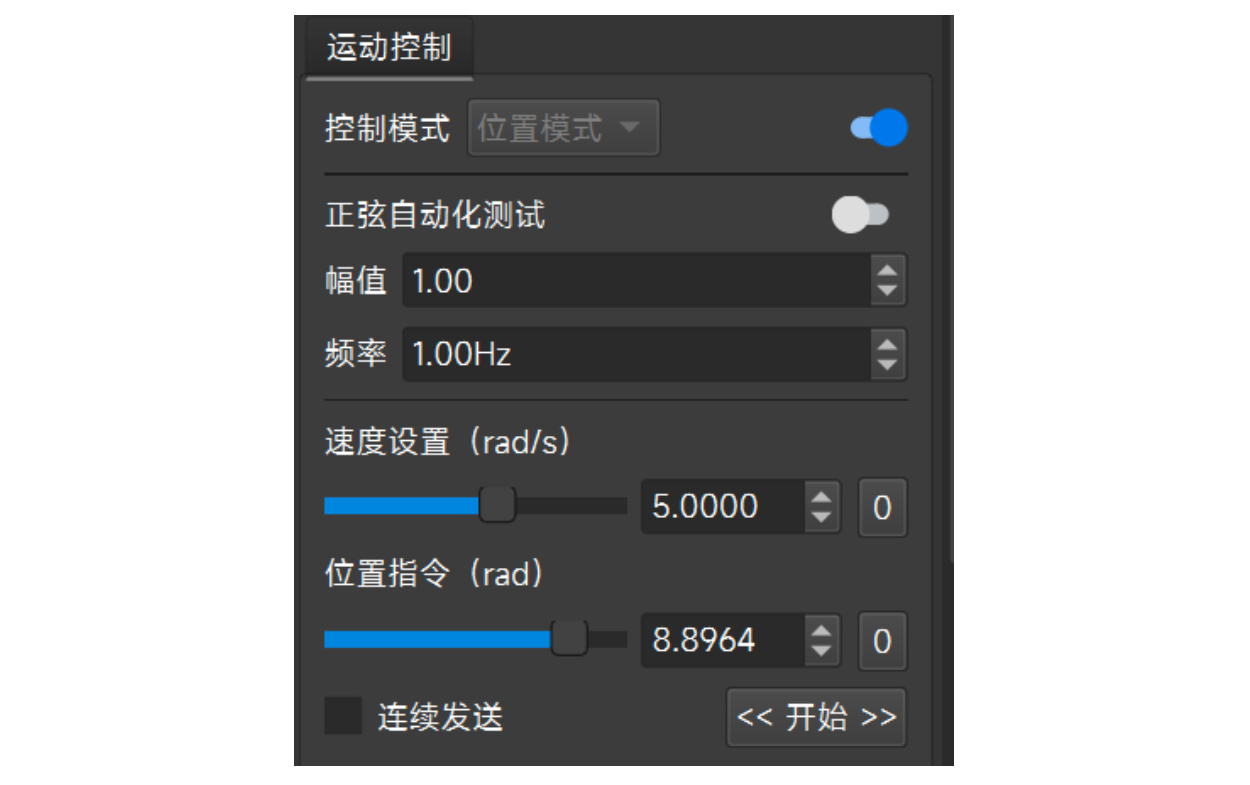 运动控制
控制模式 位置模式
正弦自动化测试
幅值 1.00
频率 1.00Hz
速度设置（rad/s）
5.0000 0
位置指令（rad）
8.8964 0
连续发送 << 开始 >>